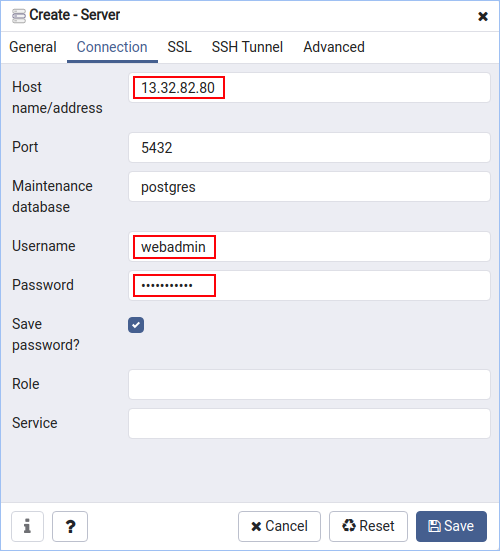 Create - Server
General Connection SSL SSH Tunnel Advanced
Host name/address 13.32.82.80
Port 5432
Maintenance database postgres
Username webadmin
Password •••••••••••
Save password?
Role
Service
i ? Cancel Reset Save